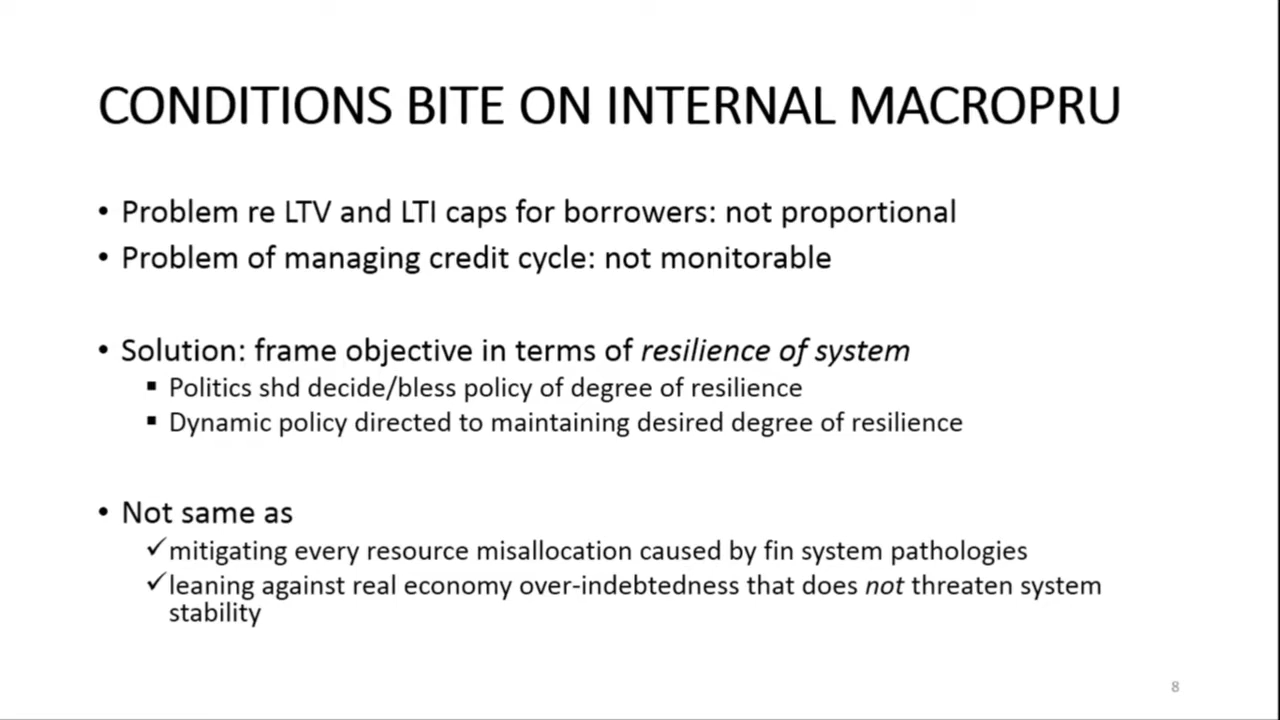 CONDITIONS BITE ON INTERNAL MACROPRU
• Problem re LTV and LTI caps for borrowers: not proportional
• Problem of managing credit cycle: not monitorable
• Solution: frame objective in terms of resilience of system
▪ Politics shd decide/bless policy of degree of resilience
▪ Dynamic policy directed to maintaining desired degree of resilience
• Not same as
✓mitigating every resource misallocation caused by fin system pathologies
✓leaning against real economy over-indebtedness that does not threaten system
stability
8